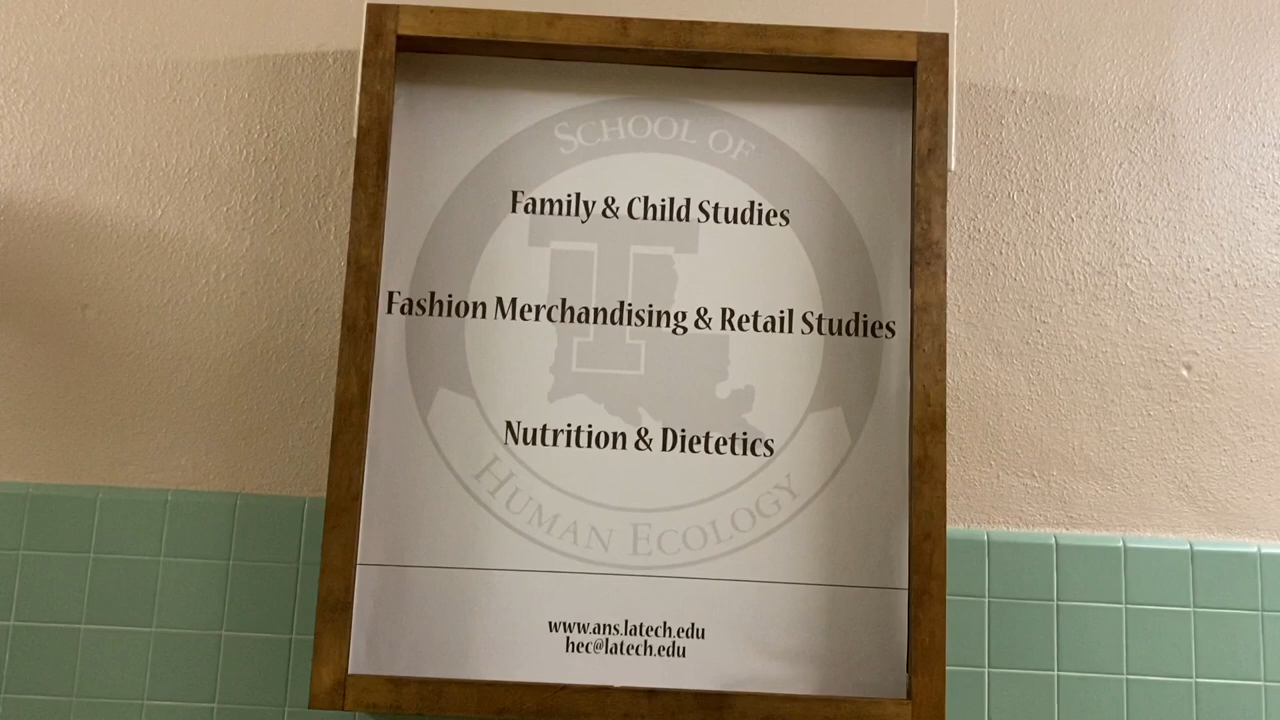 SCHOOL OF
Family & Child Studies
Fashion Merchandising & Retail Studies
Nutrition & Dietetics
HUMAN ECOLOGY
www.ans.latech.edu
hec@latech.edu